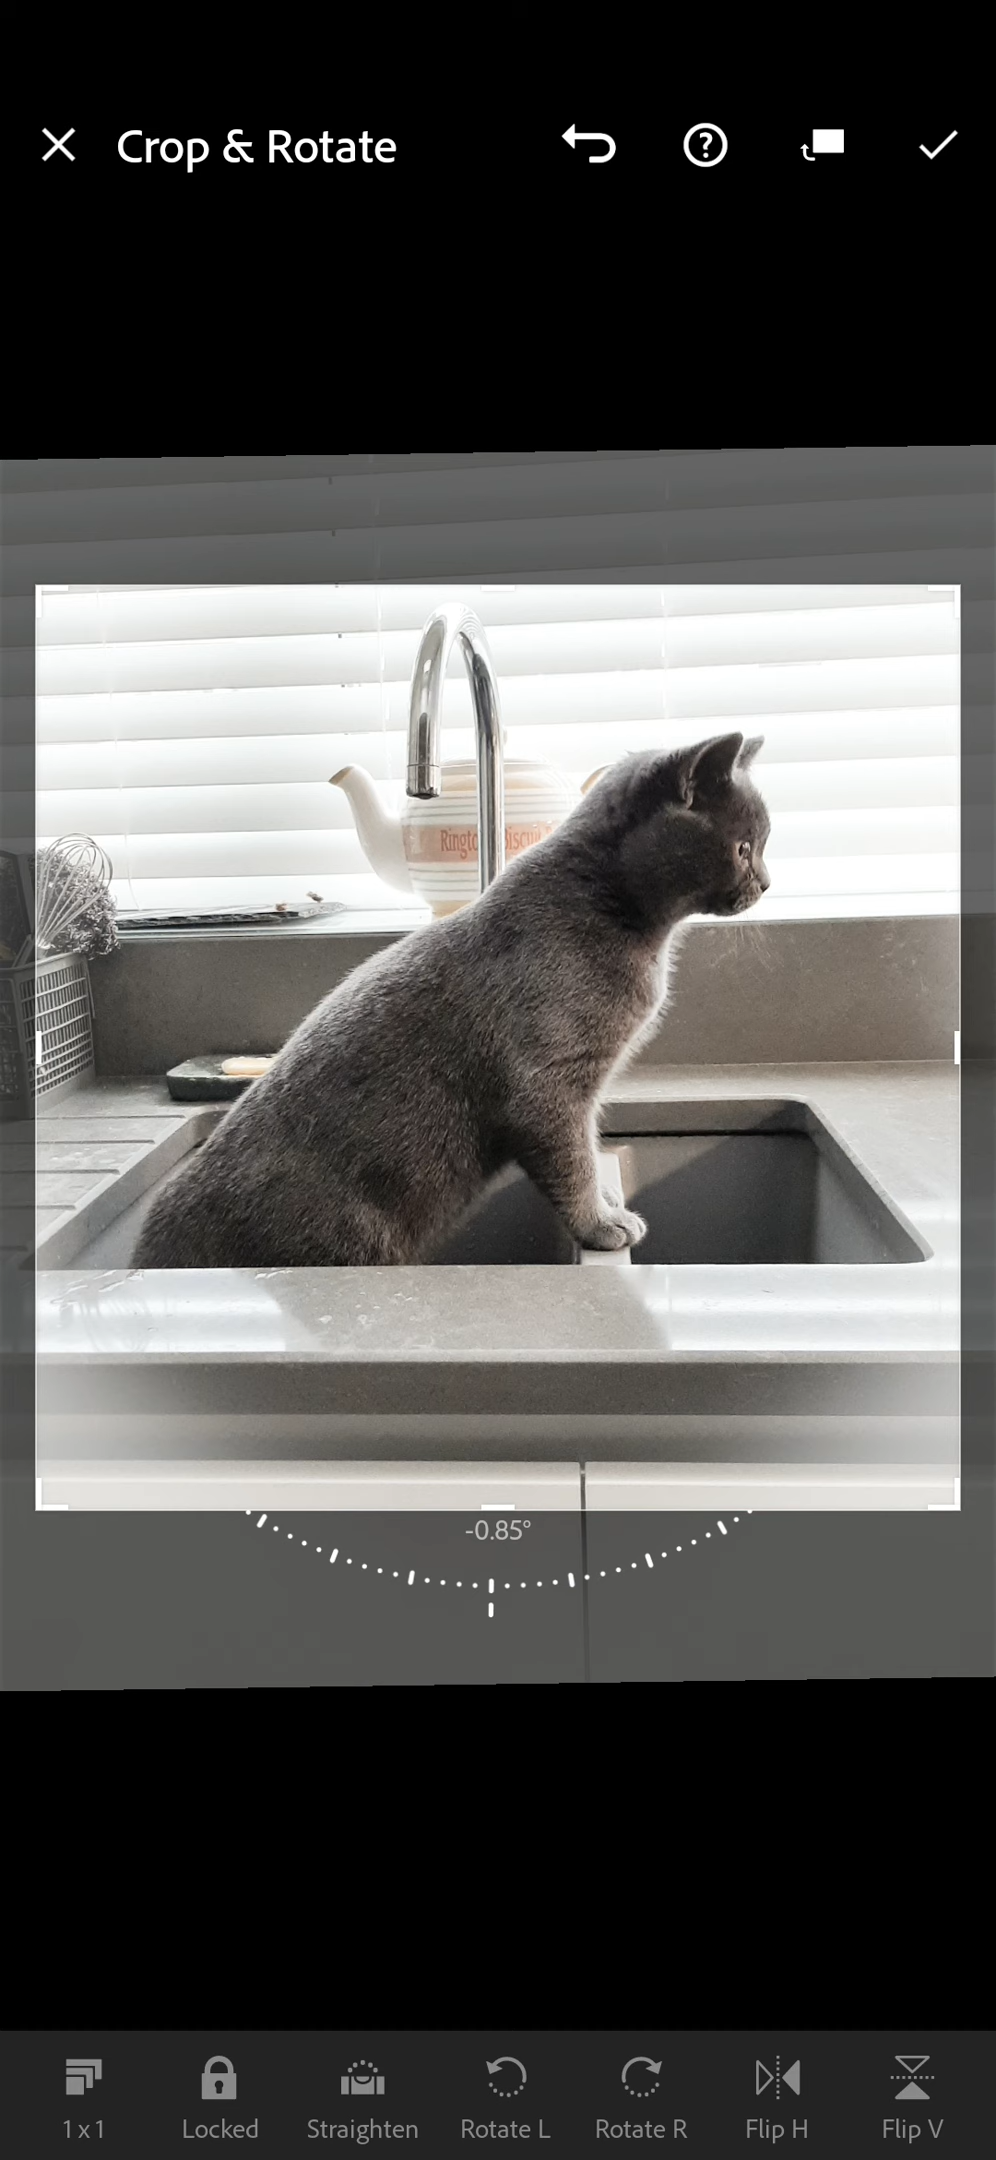 Crop & Rotate
-0.85°
1 x 1
Locked
Straighten
Rotate L
Rotate R
Flip H
Flip V